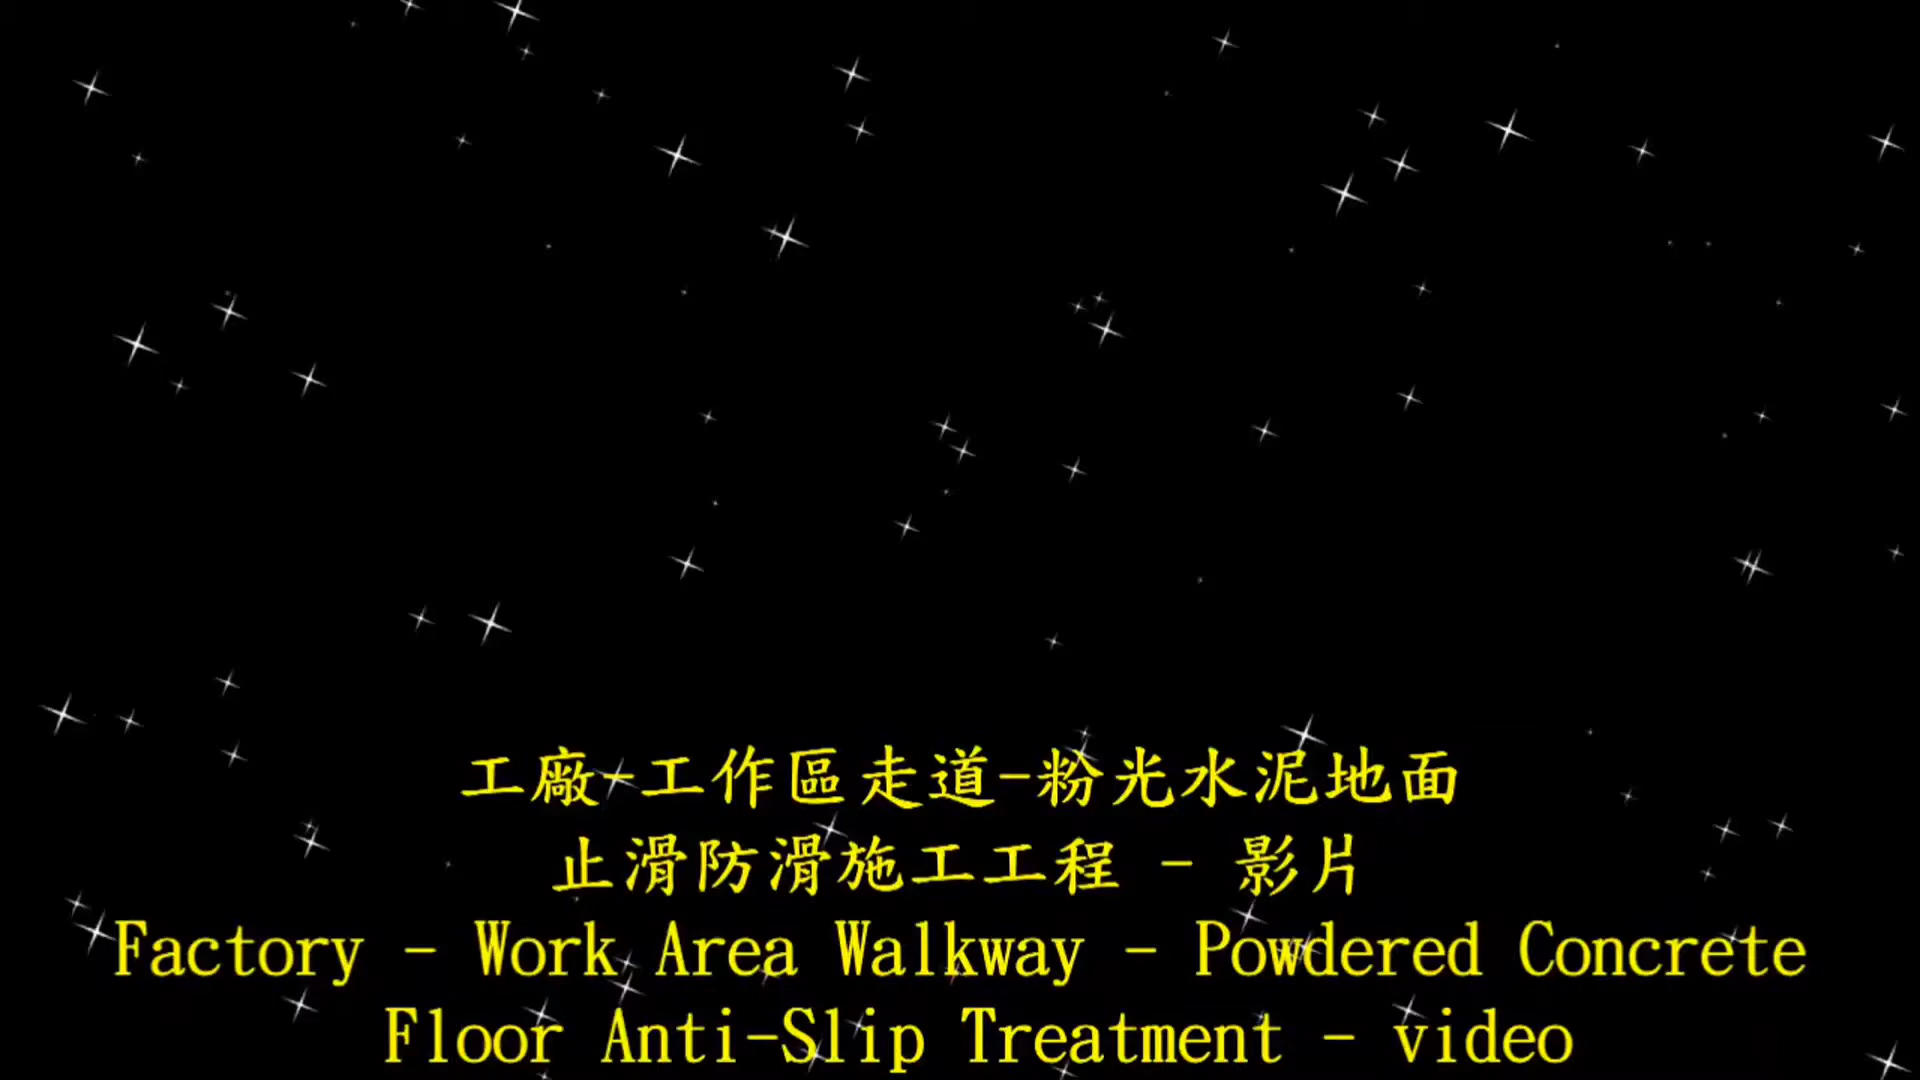 工廠-工作區走道-粉光水泥地面
止滑防滑施工工程 - 影片
Factory - Work Area Walkway - Powdered Concrete
Floor Anti-Slip Treatment - video